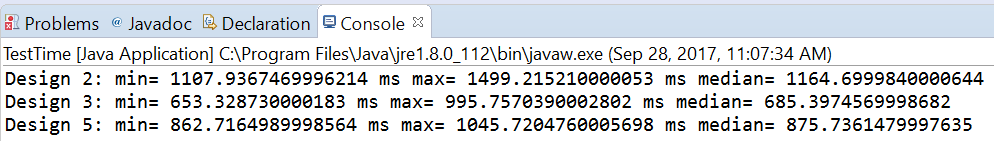 Problems @ Javadoc Declaration Console
TestTime [Java Application] C:\Program Files\Java\jre1.8.0_112\bin\javaw.exe (Sep 28, 2017, 11:07:34 AM)
Design 2: min= 1107.9367469996214 ms max= 1499.215210000053 ms median= 1164.6999840000644
Design 3: min= 653.328730000183 ms max= 995.7570390002802 ms median= 685.3974569998682
Design 5: min= 862.7164989998564 ms max= 1045.7204760005698 ms median= 875.7361479997635